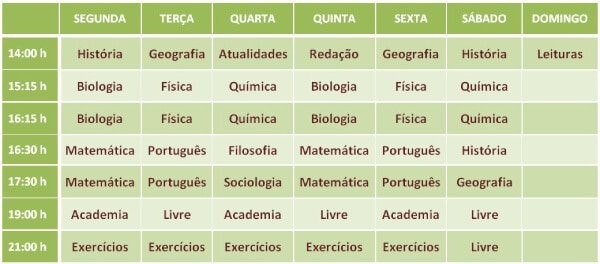 SEGUNDA TERÇA QUARTA QUINTA SEXTA SÁBADO DOMINGO
14:00 h História Geografia Atualidades Redação Geografia História Leituras
15:15 h Biologia Física Química Biologia Física Química
16:15 h Biologia Física Química Biologia Física Química
16:30 h Matemática Português Filosofia Matemática Português História
17:30 h Matemática Português Sociologia Matemática Português Geografia
19:00 h Academia Livre Academia Livre Academia Livre
21:00 h Exercícios Exercícios Exercícios Exercícios Exercícios Livre